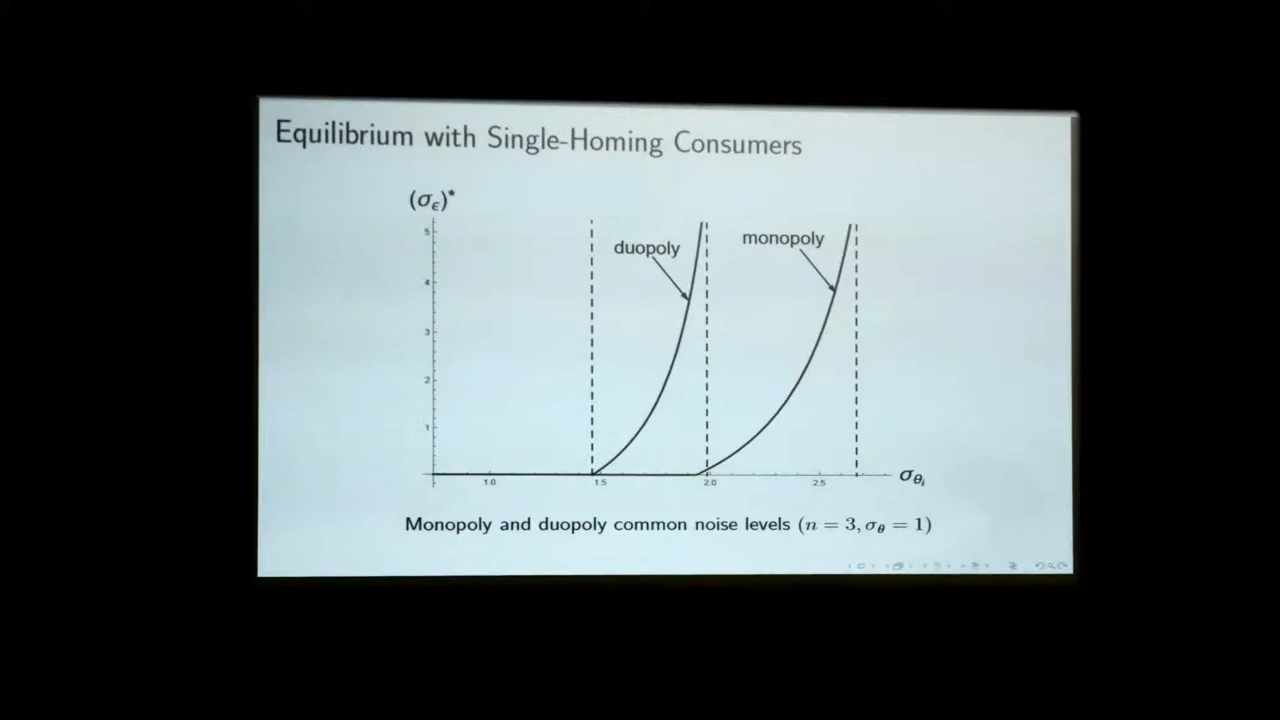 Equilibrium with Single-Homing Consumers
(σ_ϵ)*
5
duopoly
monopoly
4
3
2
1
1.0
1.5
2.0
2.5
σ_θᵢ
Monopoly and duopoly common noise levels (n = 3, σ_θ = 1)